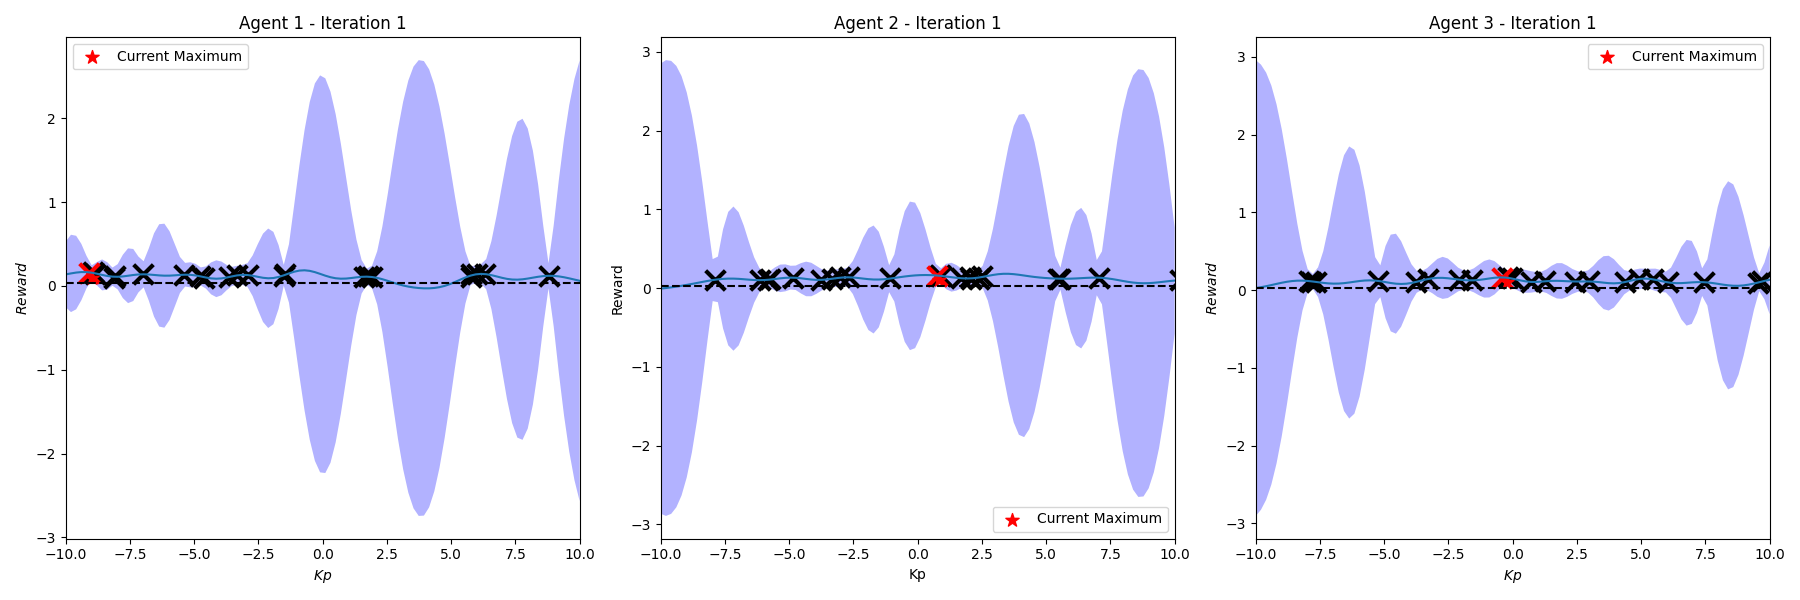 Agent 1 - Iteration 1
Current Maximum
2
1
0
−1
−2
−3
Reward
−10.0 −7.5 −5.0 −2.5 0.0 2.5 5.0 7.5 10.0
Kp
Agent 2 - Iteration 1
3
2
1
0
−1
−2
−3
Reward
Current Maximum
−10.0 −7.5 −5.0 −2.5 0.0 2.5 5.0 7.5 10.0
Kp
Agent 3 - Iteration 1
Current Maximum
3
2
1
0
−1
−2
−3
Reward
−10.0 −7.5 −5.0 −2.5 0.0 2.5 5.0 7.5 10.0
Kp